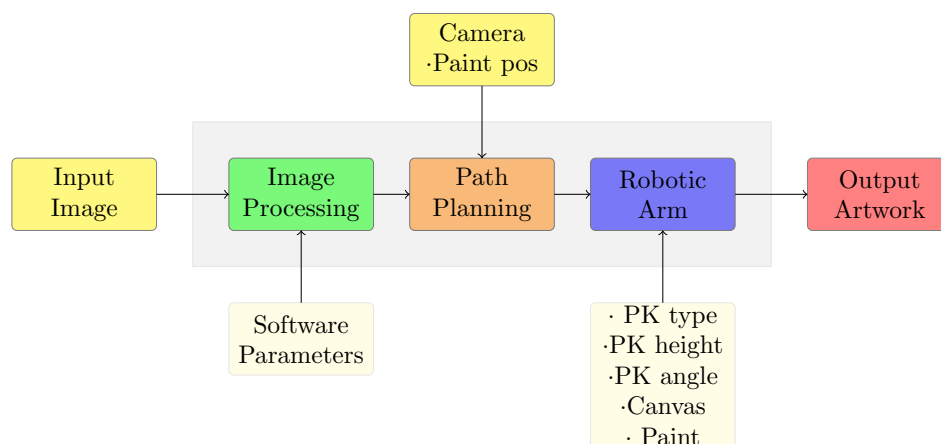 Camera
·Paint pos
Input
Image
Image
Processing
Path
Planning
Robotic
Arm
Output
Artwork
Software
Parameters
· PK type
·PK height
·PK angle
·Canvas
· Paint